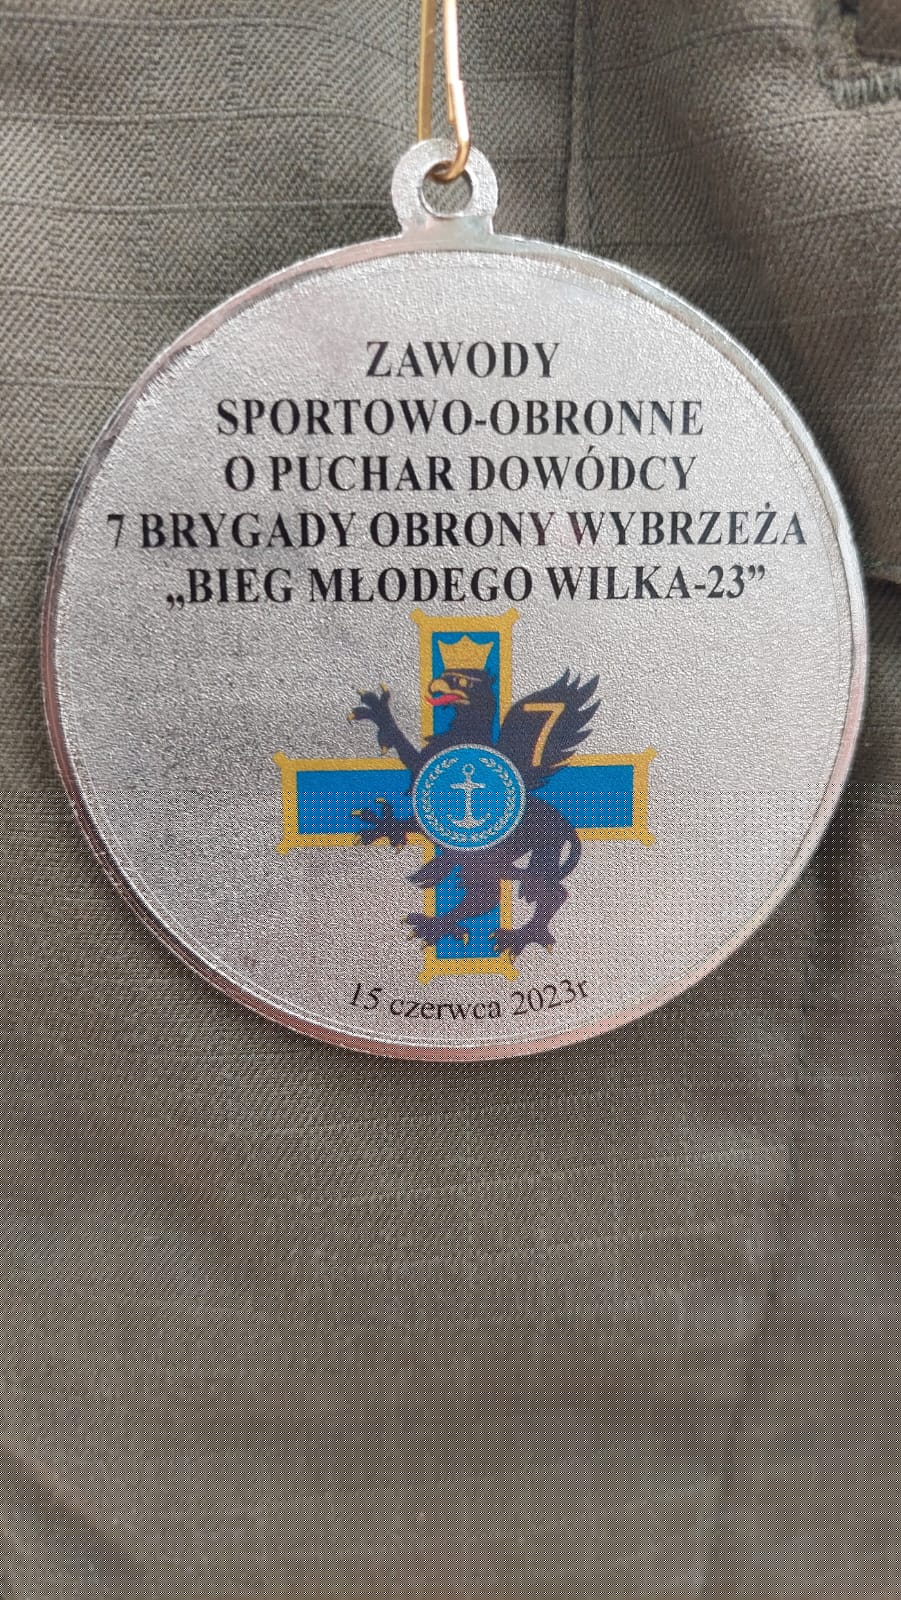 ZAWODY
SPORTOWO-OBRONNE
O PUCHAR DOWÓDCY
7 BRYGADY OBRONY WYBRZEŻA
„BIEG MŁODEGO WILKA-23”
7
15 czerwca 2023r